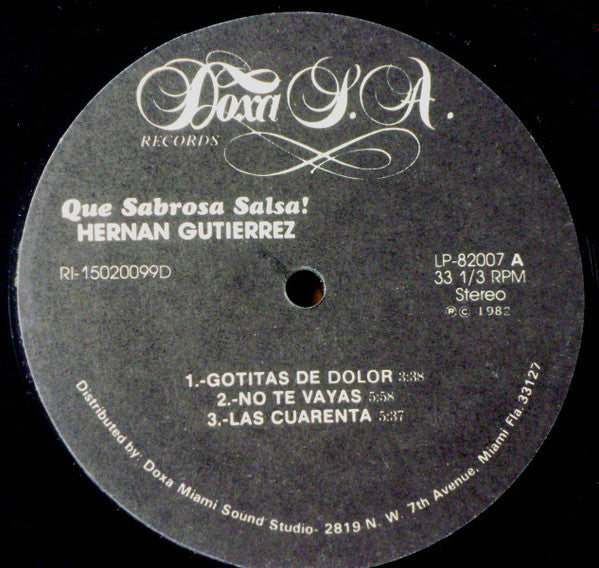 Doxa S.A.
RECORDS
Que Sabrosa Salsa!
HERNAN GUTIERREZ
RI-15020099D
LP-82007 A
33 1/3 RPM
Stereo
℗ © 1982
1.-GOTITAS DE DOLOR 3:38
2.-NO TE VAYAS 5:58
3.-LAS CUARENTA 5:37
Distributed by: Doxa Miami Sound Studio- 2819 N. W. 7th Avenue, Miami Fla. 33127